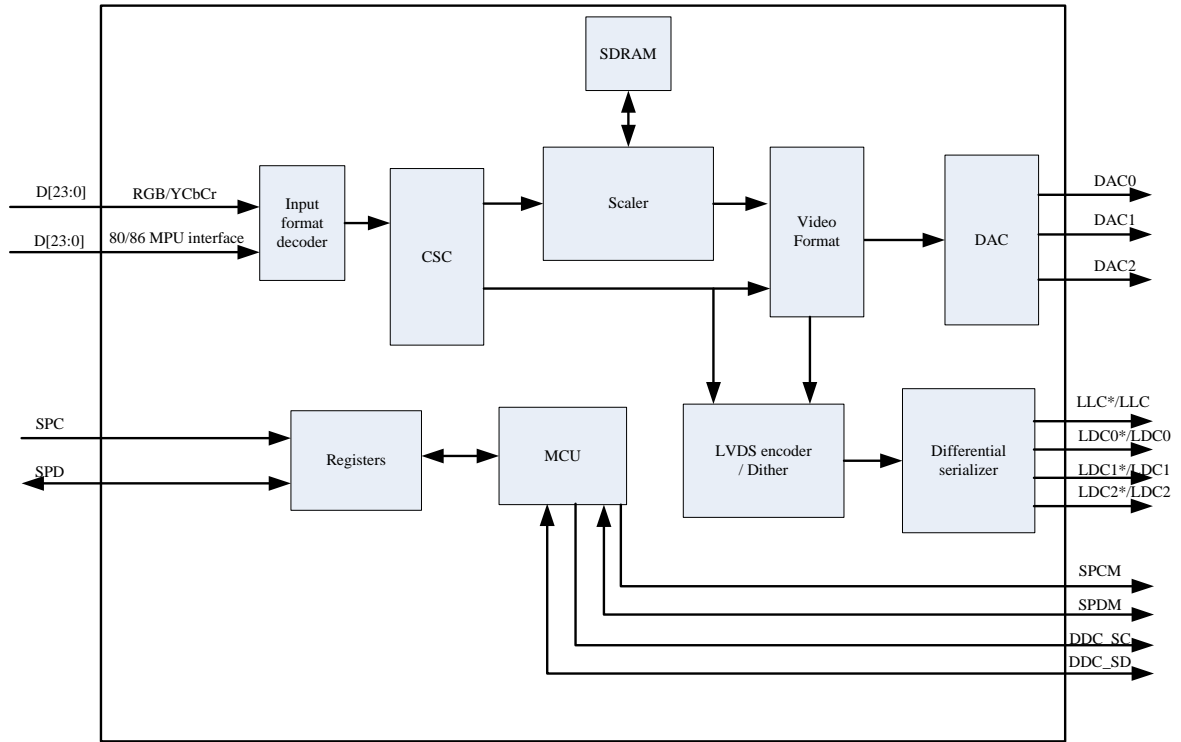 SDRAM
D[23:0]
RGB/YCbCr
D[23:0]
80/86 MPU interface
Input
format
decoder
CSC
Scaler
Video
Format
DAC
DAC0
DAC1
DAC2
SPC
SPD
Registers
MCU
LVDS encoder
/ Dither
Differential
serializer
LLC*/LLC
LDC0*/LDC0
LDC1*/LDC1
LDC2*/LDC2
SPCM
SPDM
DDC_SC
DDC_SD